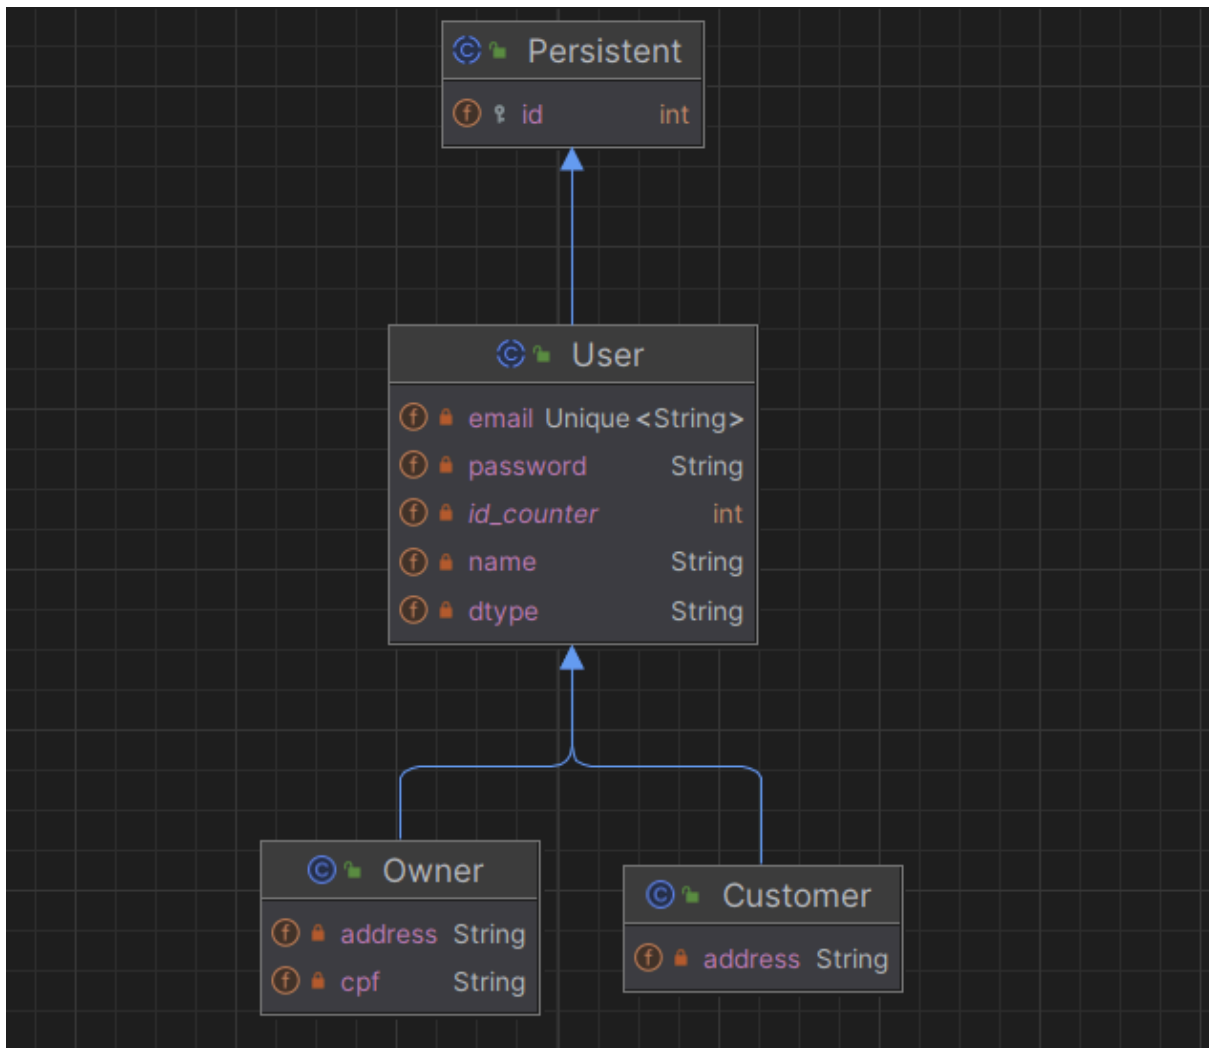 Persistent
id int
User
email Unique<String>
password String
id_counter int
name String
dtype String
Owner
address String
cpf String
Customer
address String